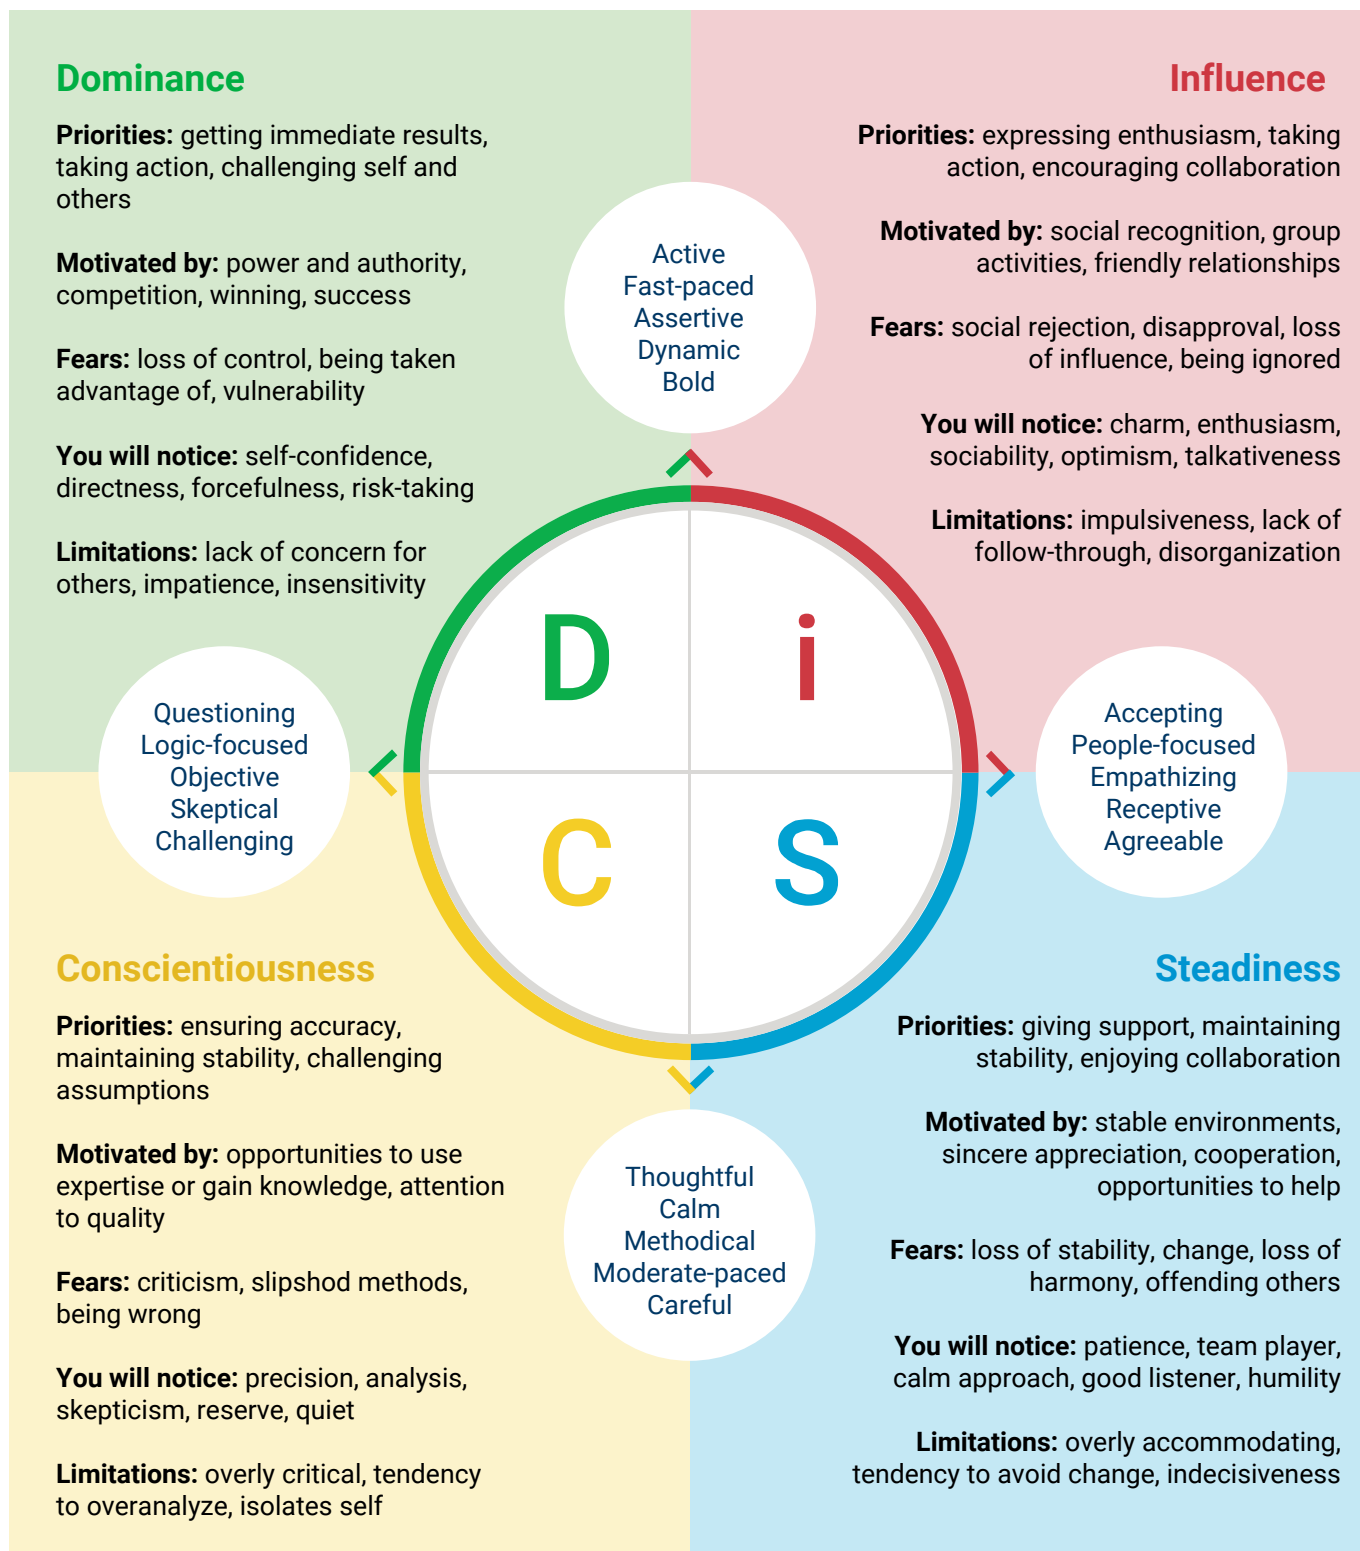 Dominance
Priorities: getting immediate results,
taking action, challenging self and
others
Motivated by: power and authority,
competition, winning, success
Fears: loss of control, being taken
advantage of, vulnerability
You will notice: self-confidence,
directness, forcefulness, risk-taking
Limitations: lack of concern for
others, impatience, insensitivity
Influence
Priorities: expressing enthusiasm, taking
action, encouraging collaboration
Motivated by: social recognition, group
activities, friendly relationships
Fears: social rejection, disapproval, loss
of influence, being ignored
You will notice: charm, enthusiasm,
sociability, optimism, talkativeness
Limitations: impulsiveness, lack of
follow-through, disorganization
Active
Fast-paced
Assertive
Dynamic
Bold
D
i
Questioning
Logic-focused
Objective
Skeptical
Challenging
Accepting
People-focused
Empathizing
Receptive
Agreeable
C
S
Conscientiousness
Priorities: ensuring accuracy,
maintaining stability, challenging
assumptions
Motivated by: opportunities to use
expertise or gain knowledge, attention
to quality
Fears: criticism, slipshod methods,
being wrong
You will notice: precision, analysis,
skepticism, reserve, quiet
Limitations: overly critical, tendency
to overanalyze, isolates self
Steadiness
Priorities: giving support, maintaining
stability, enjoying collaboration
Motivated by: stable environments,
sincere appreciation, cooperation,
opportunities to help
Fears: loss of stability, change, loss of
harmony, offending others
You will notice: patience, team player,
calm approach, good listener, humility
Limitations: overly accommodating,
tendency to avoid change, indecisiveness
Thoughtful
Calm
Methodical
Moderate-paced
Careful